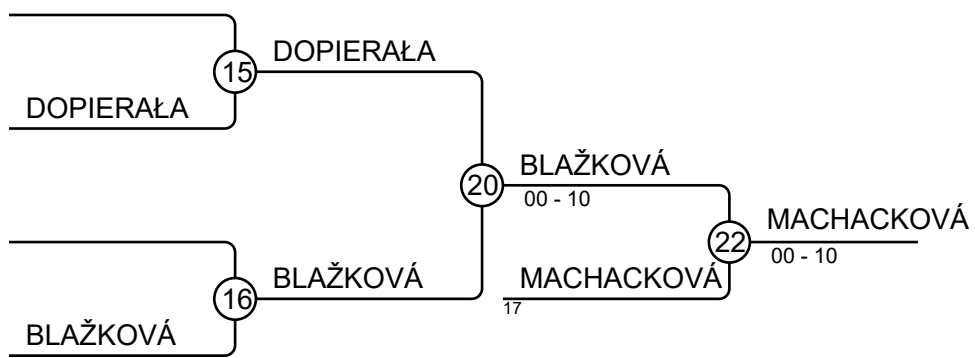 DOPIERAŁA
15
DOPIERAŁA
BLAŽKOVÁ
20
00 - 10
MACHACKOVÁ
22
00 - 10
BLAŽKOVÁ
16
MACHACKOVÁ
17
BLAŽKOVÁ